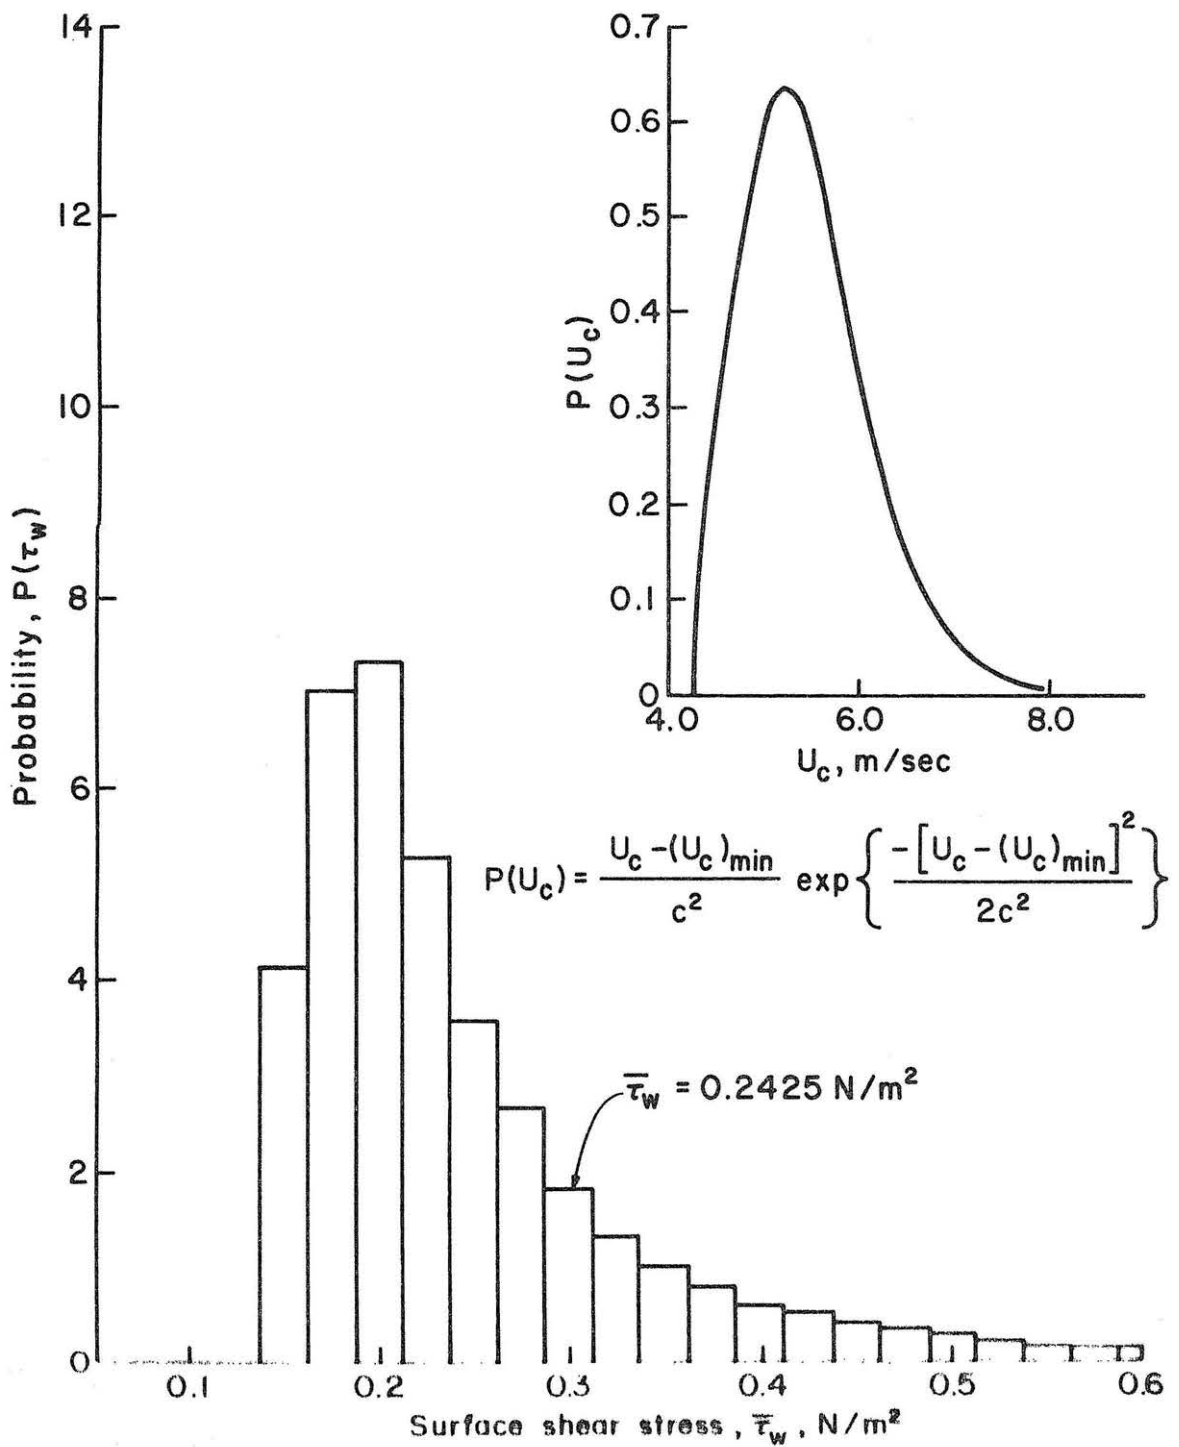 14
12
10
8
6
4
2
0
Probability, P(τw)
0.1 0.2 0.3 0.4 0.5 0.6
Surface shear stress, τ̅w, N/m²
τ̅w = 0.2425 N/m²
0.7
0.6
0.5
0.4
0.3
0.2
0.1
0
P(Uc)
4.0 6.0 8.0
Uc, m/sec
P(Uc) = Uc -(Uc)min / c² exp{ -[Uc -(Uc)min]² / 2c² }